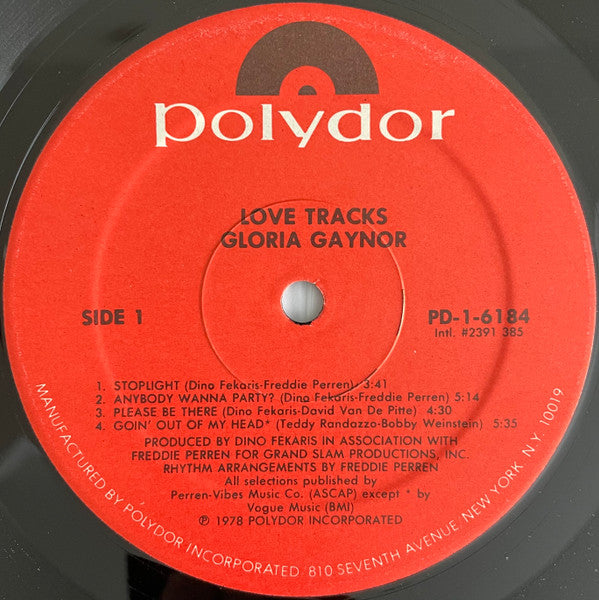 polydor
LOVE TRACKS
GLORIA GAYNOR
SIDE 1
PD-1-6184
Intl. #2391 385
1. STOPLIGHT (Dino Fekaris-Freddie Perren) 3:41
2. ANYBODY WANNA PARTY? (Dino Fekaris-Freddie Perren) 5:14
3. PLEASE BE THERE (Dino Fekaris-David Van De Pitte) 4:30
4. GOIN' OUT OF MY HEAD* (Teddy Randazzo-Bobby Weinstein) 5:35
PRODUCED BY DINO FEKARIS IN ASSOCIATION WITH
FREDDIE PERREN FOR GRAND SLAM PRODUCTIONS, INC.
RHYTHM ARRANGEMENTS BY FREDDIE PERREN
All selections published by
Perren-Vibes Music Co. (ASCAP) except * by
Vogue Music (BMI)
℗ 1978 POLYDOR INCORPORATED
MANUFACTURED BY POLYDOR INCORPORATED. 810 SEVENTH AVENUE, NEW YORK, N.Y. 10019